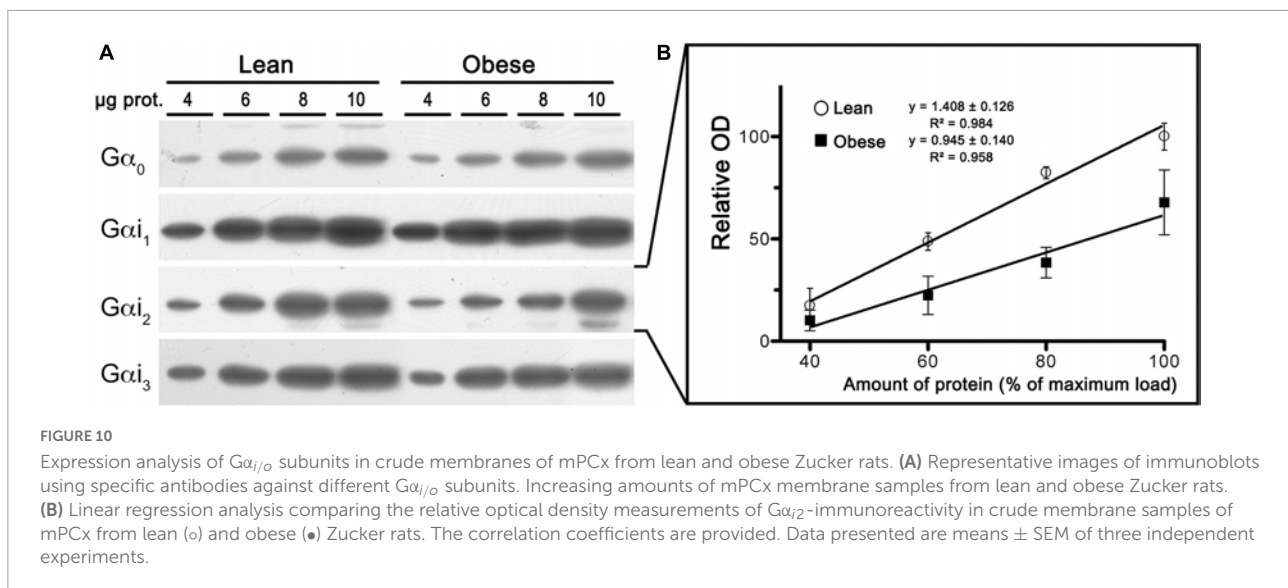 A
Lean Obese
µg prot. 4 6 8 10 4 6 8 10
Gα0
Gαi1
Gαi2
Gαi3
B
Relative OD
100
50
0
40 60 80 100
Amount of protein (% of maximum load)
○ Lean y = 1.408 ± 0.126
R² = 0.984
■ Obese y = 0.945 ± 0.140
R² = 0.958
FIGURE 10
Expression analysis of Gαi/o subunits in crude membranes of mPCx from lean and obese Zucker rats. (A) Representative images of immunoblots
using specific antibodies against different Gαi/o subunits. Increasing amounts of mPCx membrane samples from lean and obese Zucker rats.
(B) Linear regression analysis comparing the relative optical density measurements of Gαi2-immunoreactivity in crude membrane samples of
mPCx from lean (○) and obese (●) Zucker rats. The correlation coefficients are provided. Data presented are means ± SEM of three independent
experiments.